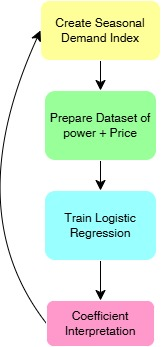 Create Seasonal
Demand Index
Prepare Dataset of
power + Price
Train Logistic
Regression
Coefficient
Interpretation